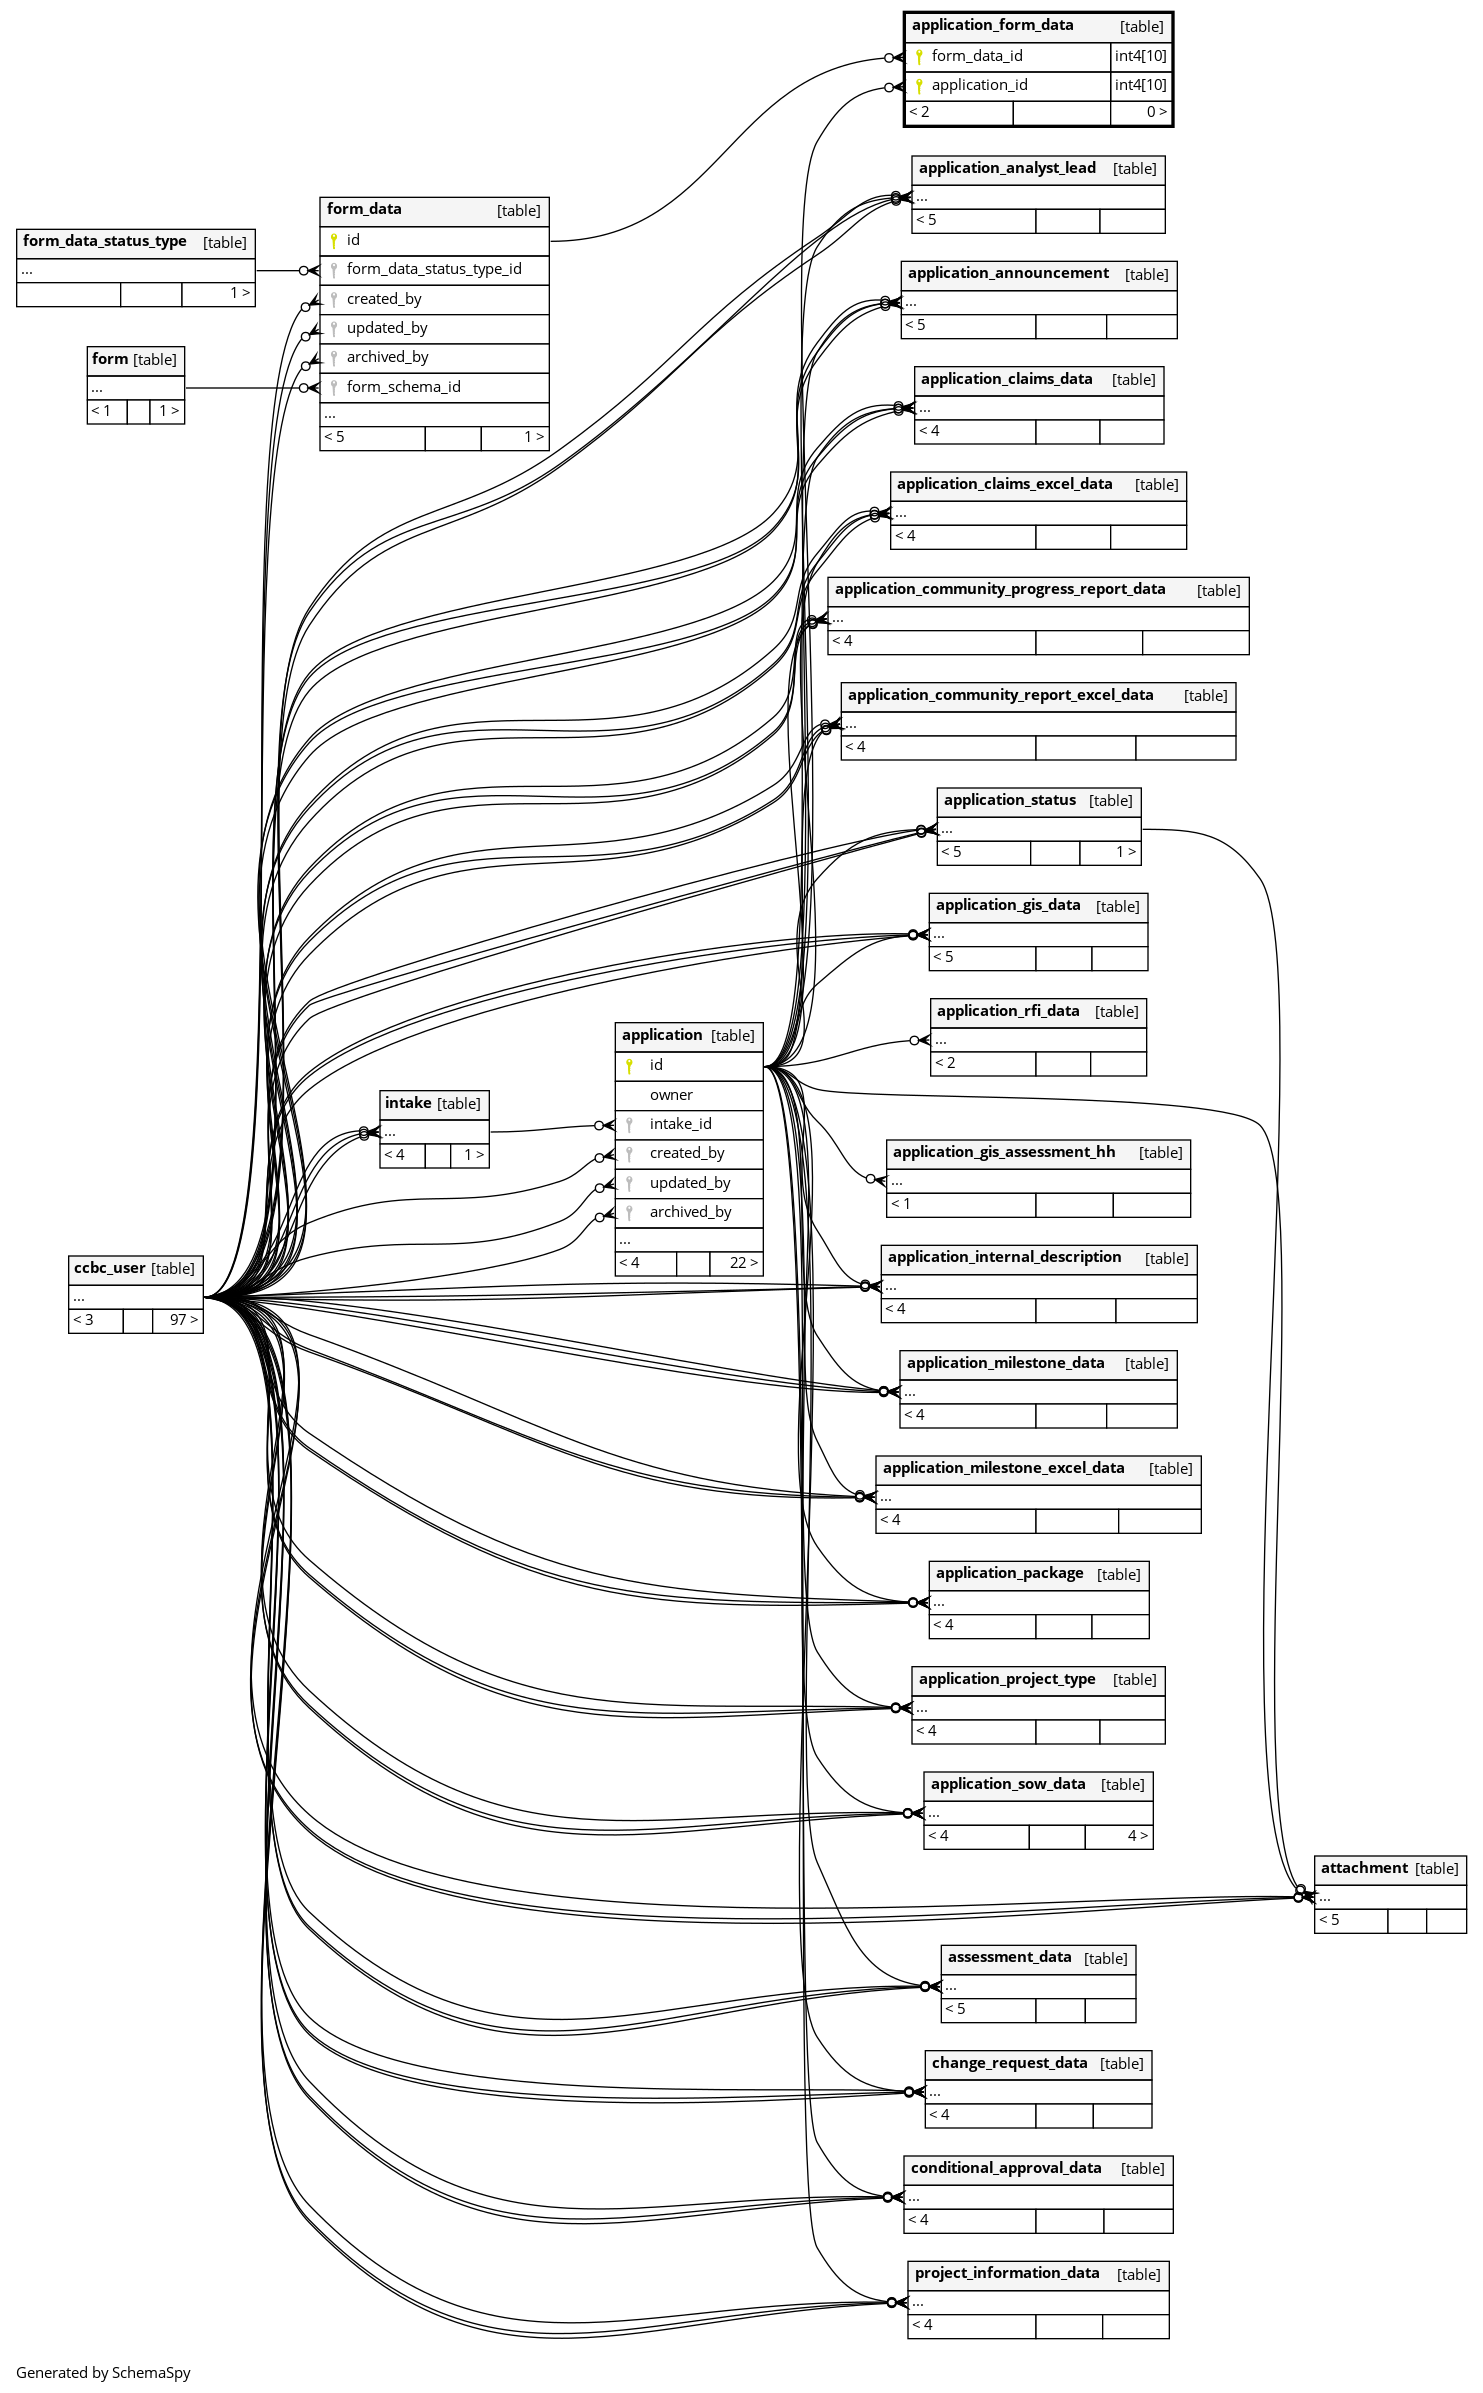 application_form_data [table]
form_data_id int4[10]
application_id int4[10]
< 2 0 >
application_analyst_lead [table]
...
< 5
form_data [table]
id
form_data_status_type_id
created_by
updated_by
archived_by
form_schema_id
...
< 5 1 >
form_data_status_type [table]
...
1 >
form [table]
...
< 1 1 >
application_announcement [table]
...
< 5
application_claims_data [table]
...
< 4
application_claims_excel_data [table]
...
< 4
application_community_progress_report_data [table]
...
< 4
application_community_report_excel_data [table]
...
< 4
application_status [table]
...
< 5 1 >
application_gis_data [table]
...
< 5
application_rfi_data [table]
...
< 2
application [table]
id
owner
intake_id
created_by
updated_by
archived_by
...
< 4 22 >
intake [table]
...
< 4 1 >
application_gis_assessment_hh [table]
...
< 1
ccbc_user [table]
...
< 3 97 >
application_internal_description [table]
...
< 4
application_milestone_data [table]
...
< 4
application_milestone_excel_data [table]
...
< 4
application_package [table]
...
< 4
application_project_type [table]
...
< 4
application_sow_data [table]
...
< 4 4 >
attachment [table]
...
< 5
assessment_data [table]
...
< 5
change_request_data [table]
...
< 4
conditional_approval_data [table]
...
< 4
project_information_data [table]
...
< 4
Generated by SchemaSpy